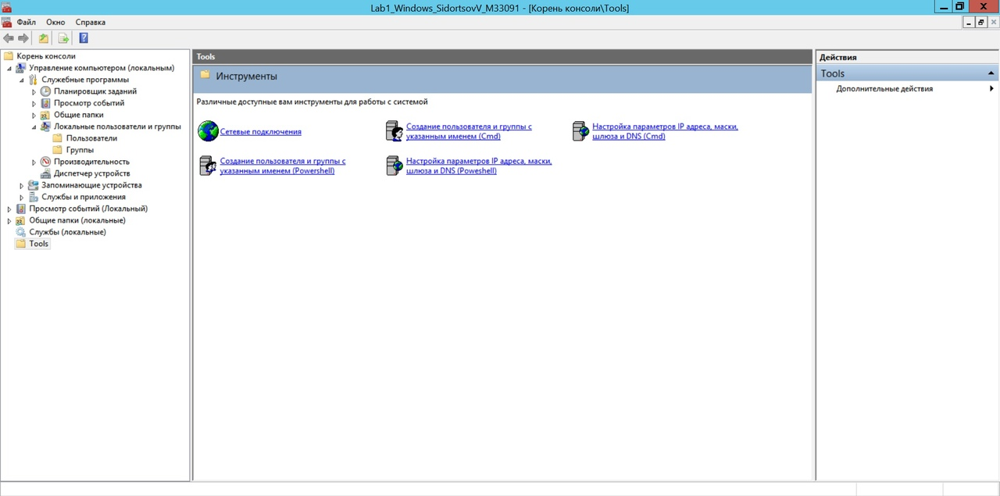 Lab1_Windows_SidortsovV_M33091 - [Корень консоли\Tools]
Файл Окно Справка
Корень консоли
Управление компьютером (локальным)
Служебные программы
Планировщик заданий
Просмотр событий
Общие папки
Локальные пользователи и группы
Пользователи
Группы
Производительность
Диспетчер устройств
Запоминающие устройства
Службы и приложения
Просмотр событий (Локальный)
Общие папки (локальные)
Службы (локальные)
Tools
Tools
Инструменты
Различные доступные вам инструменты для работы с системой
Сетевые подключения
Создание пользователя и группы с
указанным именем (Cmd)
Настройка параметров IP адреса, маски,
шлюза и DNS (Cmd)
Создание пользователя и группы с
указанным именем (Powershell)
Настройка параметров IP адреса, маски,
шлюза и DNS (Poweshell)
Действия
Tools
Дополнительные действия